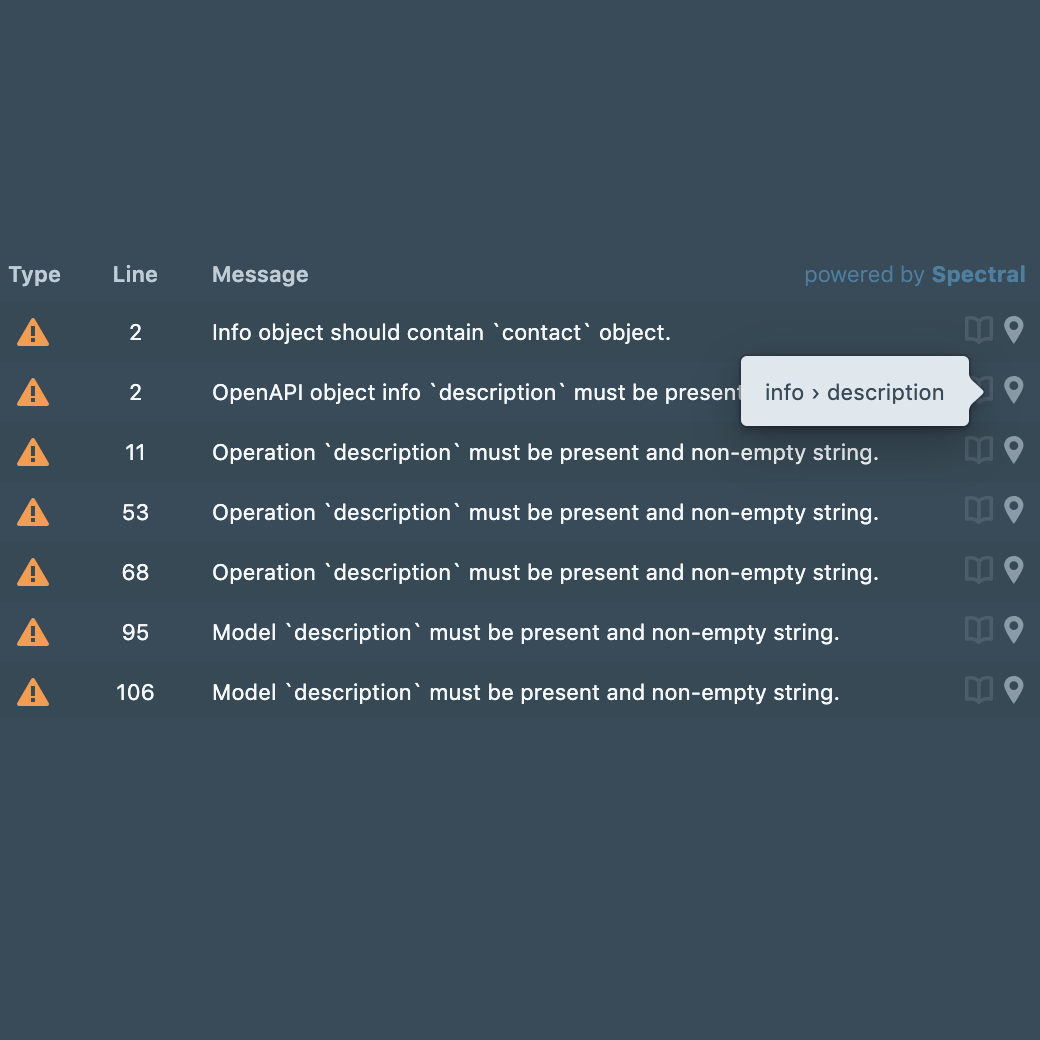 Type Line Message powered by Spectral
2 Info object should contain `contact` object.
2 OpenAPI object info `description` must be present info › description
11 Operation `description` must be present and non-empty string.
53 Operation `description` must be present and non-empty string.
68 Operation `description` must be present and non-empty string.
95 Model `description` must be present and non-empty string.
106 Model `description` must be present and non-empty string.